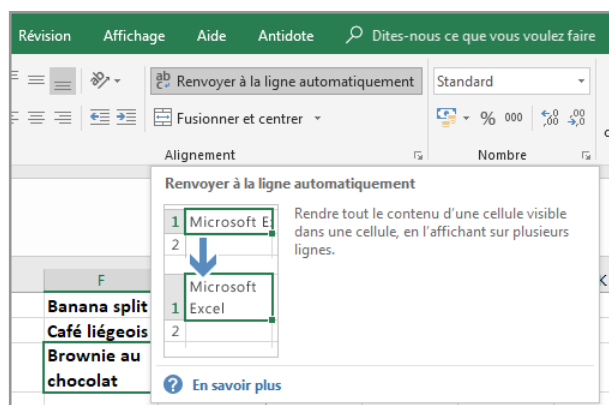 Révision Affichage Aide Antidote Dites-nous ce que vous voulez faire
ab Renvoyer à la ligne automatiquement Standard
Fusionner et centrer % 000 ,00 ,00
Alignement Nombre
Renvoyer à la ligne automatiquement
1 Microsoft E
2
Microsoft
1 Excel
2
Rendre tout le contenu d'une cellule visible
dans une cellule, en l'affichant sur plusieurs
lignes.
En savoir plus
F K
Banana split
Café liégeois
Brownie au
chocolat